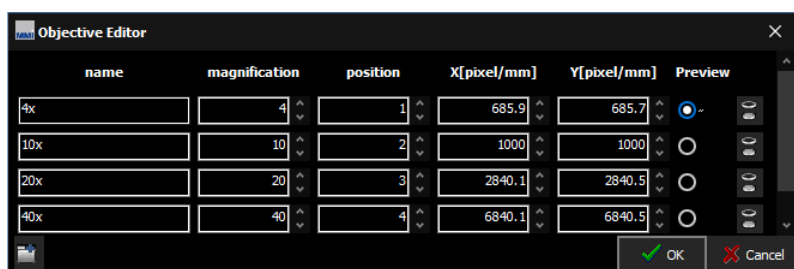 MMI Objective Editor
name magnification position X[pixel/mm] Y[pixel/mm] Preview
4x 4 1 685.9 685.7
10x 10 2 1000 1000
20x 20 3 2840.1 2840.5
40x 40 4 6840.1 6840.5
OK Cancel